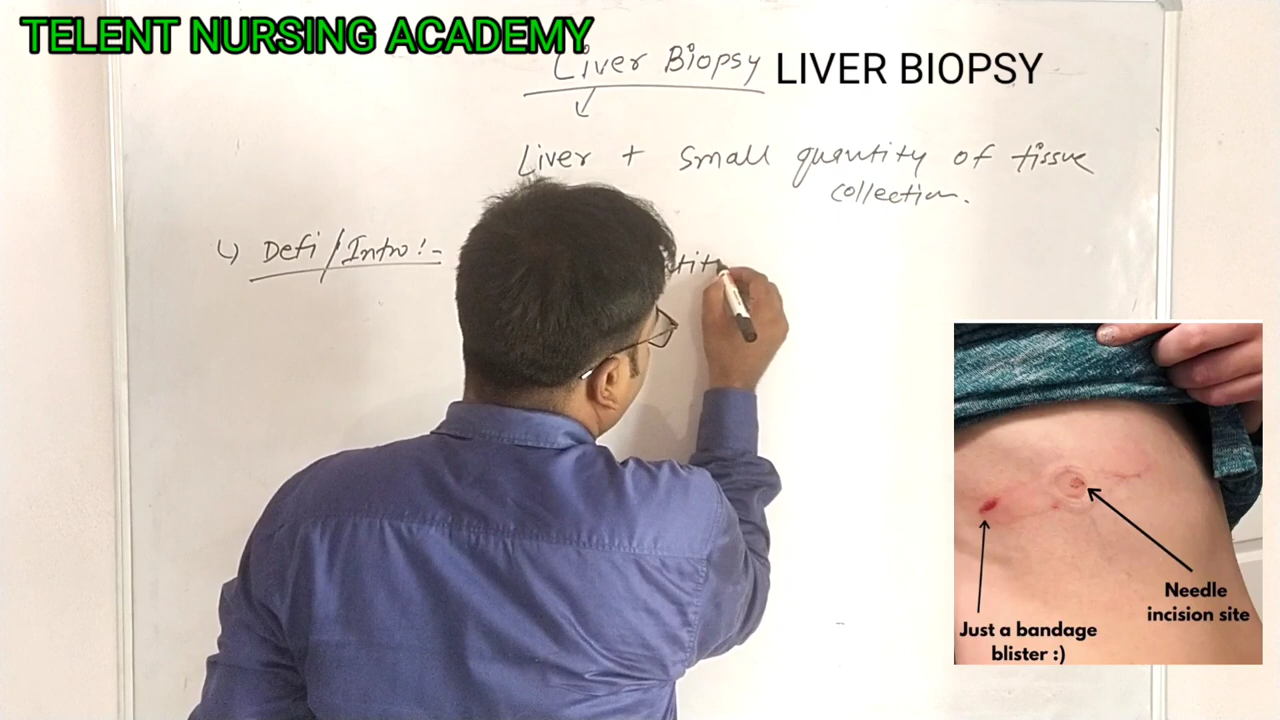 TELENT NURSING ACADEMY
Liver Biopsy LIVER BIOPSY
Liver + small quantity of tissue
collection.
1) Defi/Intro:-
Needle
incision site
Just a bandage
blister :)